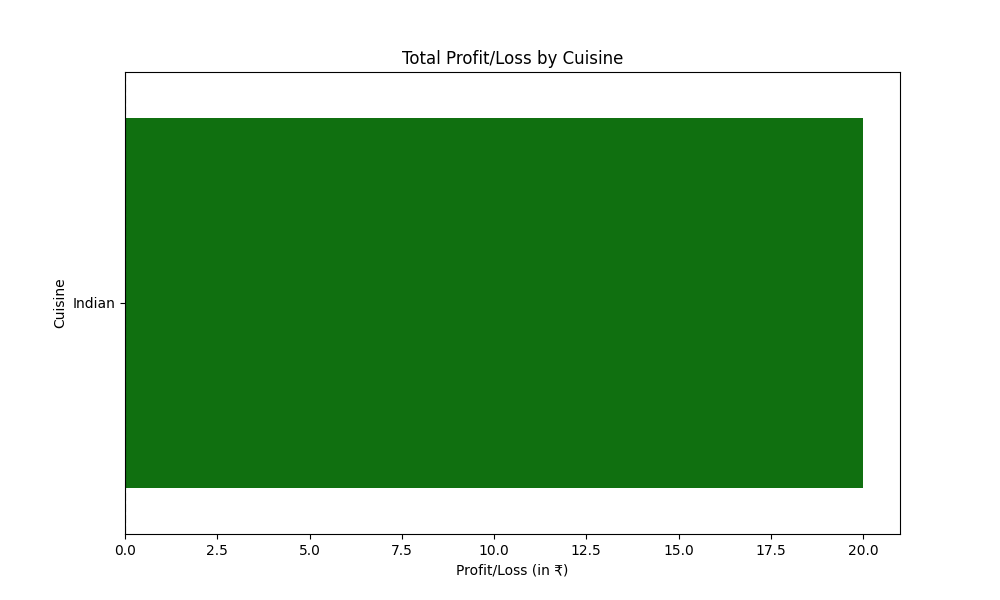 Total Profit/Loss by Cuisine
Cuisine
Indian
0.0 2.5 5.0 7.5 10.0 12.5 15.0 17.5 20.0
Profit/Loss (in ₹)